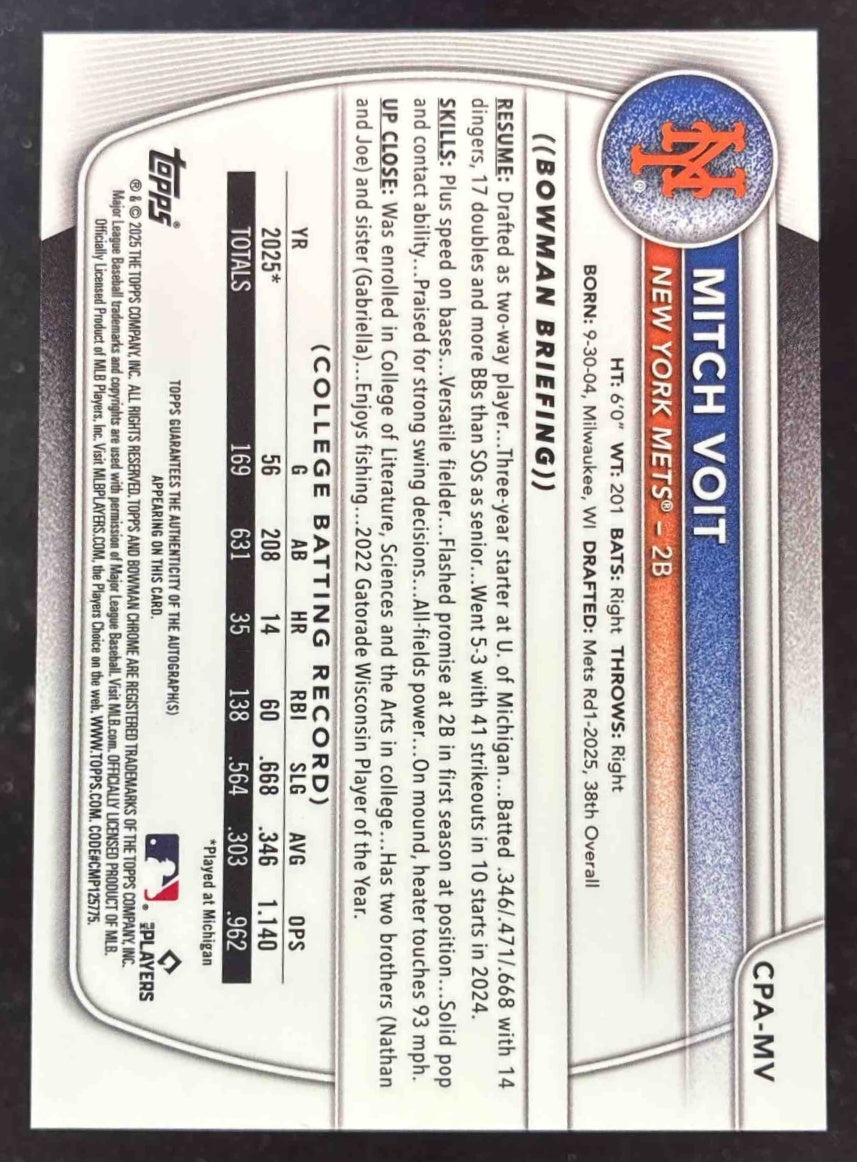 CPA-MV
MITCH VOIT
NEW YORK METS® – 2B
HT: 6'0" WT: 201 BATS: Right THROWS: Right
BORN: 9-30-04, Milwaukee, WI DRAFTED: Mets Rd1-2025, 38th Overall
NY
®
((BOWMAN BRIEFING))
RESUME: Drafted as two-way player...Three-year starter at U. of Michigan...Batted .346/.471/.668 with 14
dingers, 17 doubles and more BBs than SOs as senior...Went 5-3 with 41 strikeouts in 10 starts in 2024.
SKILLS: Plus speed on bases...Versatile fielder...Flashed promise at 2B in first season at position...Solid pop
and contact ability...Praised for strong swing decisions...All-fields power...On mound, heater touches 93 mph.
UP CLOSE: Was enrolled in College of Literature, Sciences and the Arts in college...Has two brothers (Nathan
and Joe) and sister (Gabriella)...Enjoys fishing...2022 Gatorade Wisconsin Player of the Year.
(COLLEGE BATTING RECORD)
YR G AB HR RBI SLG AVG OPS
2025* 56 208 14 60 .668 .346 1.140
TOTALS 169 631 35 138 .564 .303 .962
*Played at Michigan
topps®
TOPPS GUARANTEES THE AUTHENTICITY OF THE AUTOGRAPH(S)
APPEARING ON THIS CARD.
MLB PLAYERS
® & © 2025 THE TOPPS COMPANY, INC. ALL RIGHTS RESERVED. TOPPS AND BOWMAN CHROME ARE REGISTERED TRADEMARKS OF THE TOPPS COMPANY, INC.
Major League Baseball trademarks and copyrights are used with permission of Major League Baseball. Visit MLB.com. OFFICIALLY LICENSED PRODUCT OF MLB
Officially Licensed Product of MLB Players, Inc. Visit MLBPLAYERS.COM, the Players Choice on the web. WWW.TOPPS.COM. CODE#CMP125775.